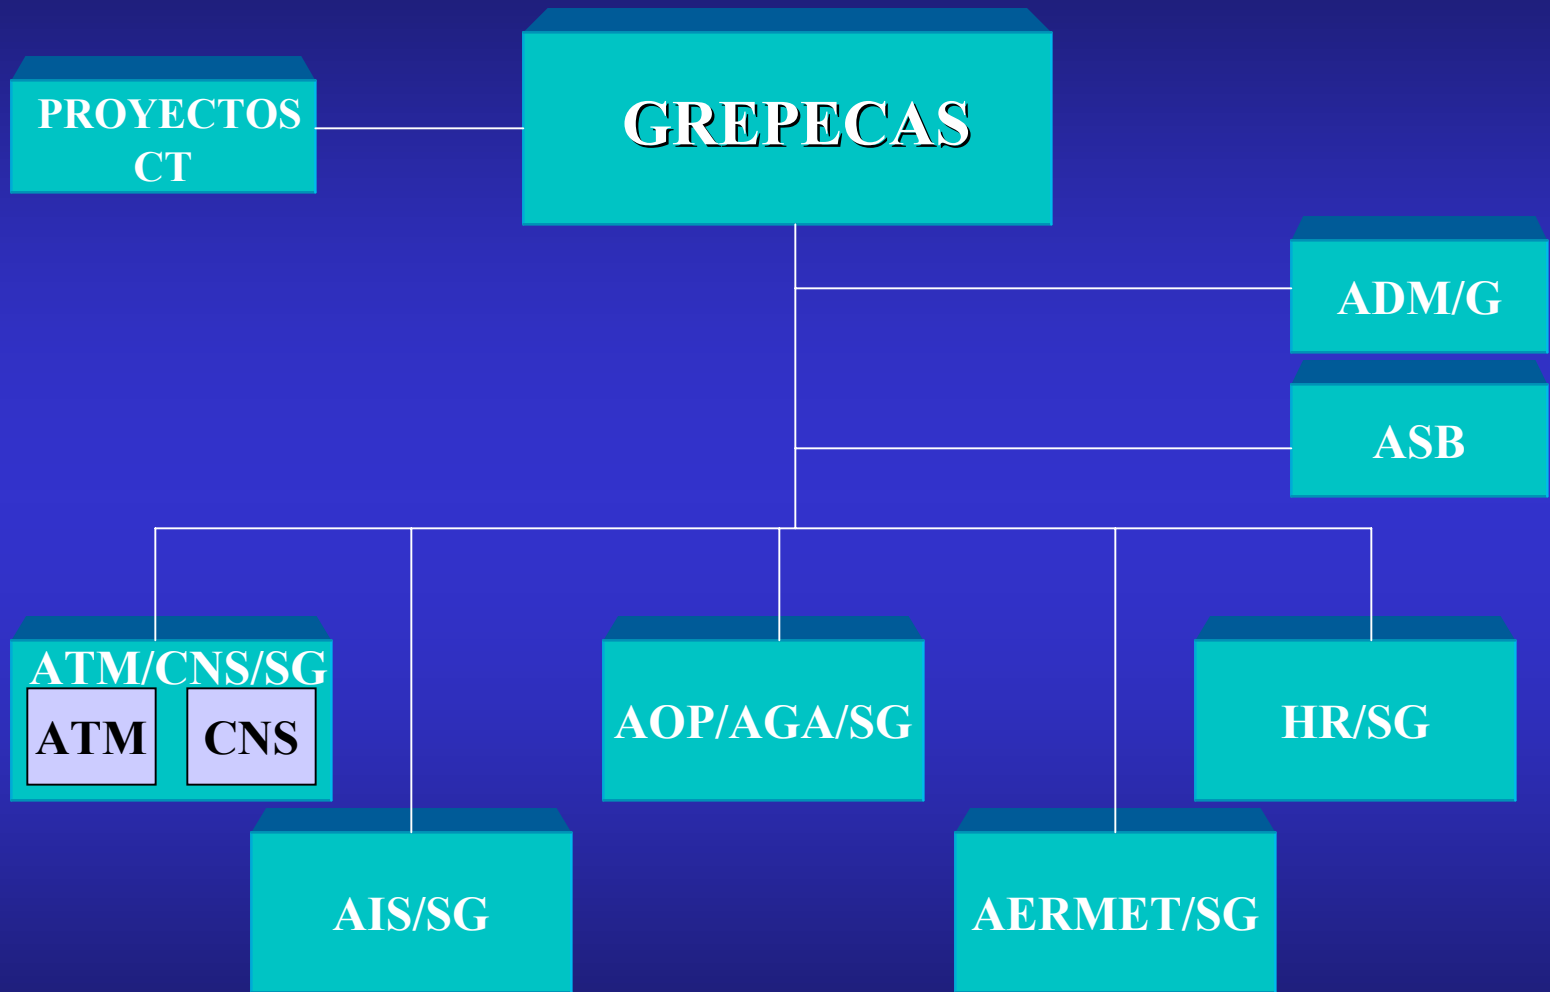 PROYECTOS
CT
GREPECAS
ADM/G
ASB
ATM/CNS/SG
ATM
CNS
AOP/AGA/SG
HR/SG
AIS/SG
AERMET/SG